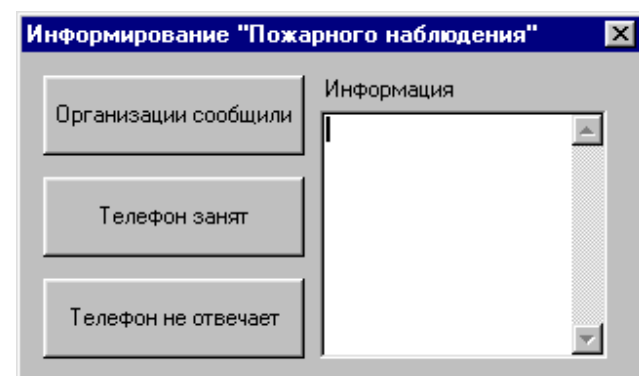 Информирование "Пожарного наблюдения"
Организации сообщили
Информация
Телефон занят
Телефон не отвечает